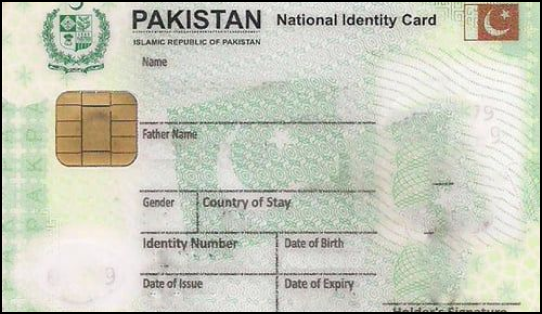 PAKISTAN National Identity Card
ISLAMIC REPUBLIC OF PAKISTAN
Name
Father Name
Gender Country of Stay
Identity Number Date of Birth
Date of Issue Date of Expiry
Holder's Signature